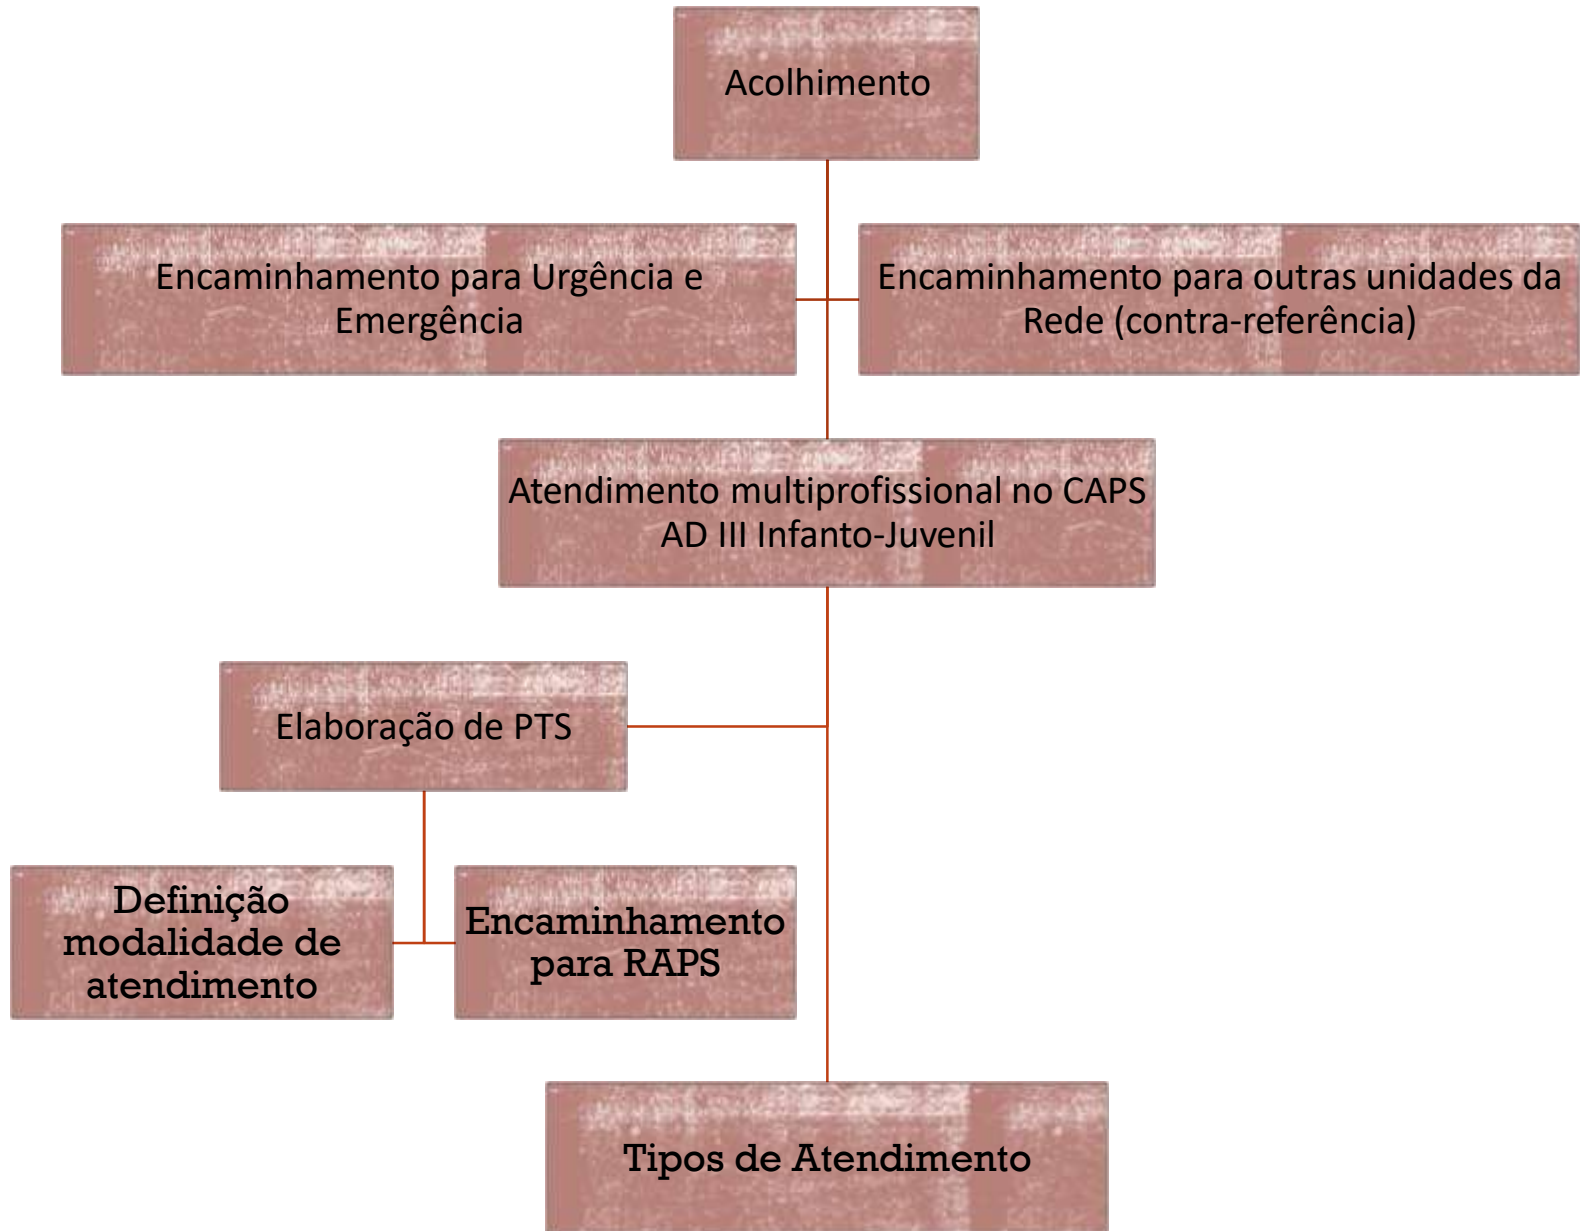 Acolhimento
Encaminhamento para Urgência e
Emergência
Encaminhamento para outras unidades da
Rede (contra-referência)
Atendimento multiprofissional no CAPS
AD III Infanto-Juvenil
Elaboração de PTS
Definição
modalidade de
atendimento
Encaminhamento
para RAPS
Tipos de Atendimento